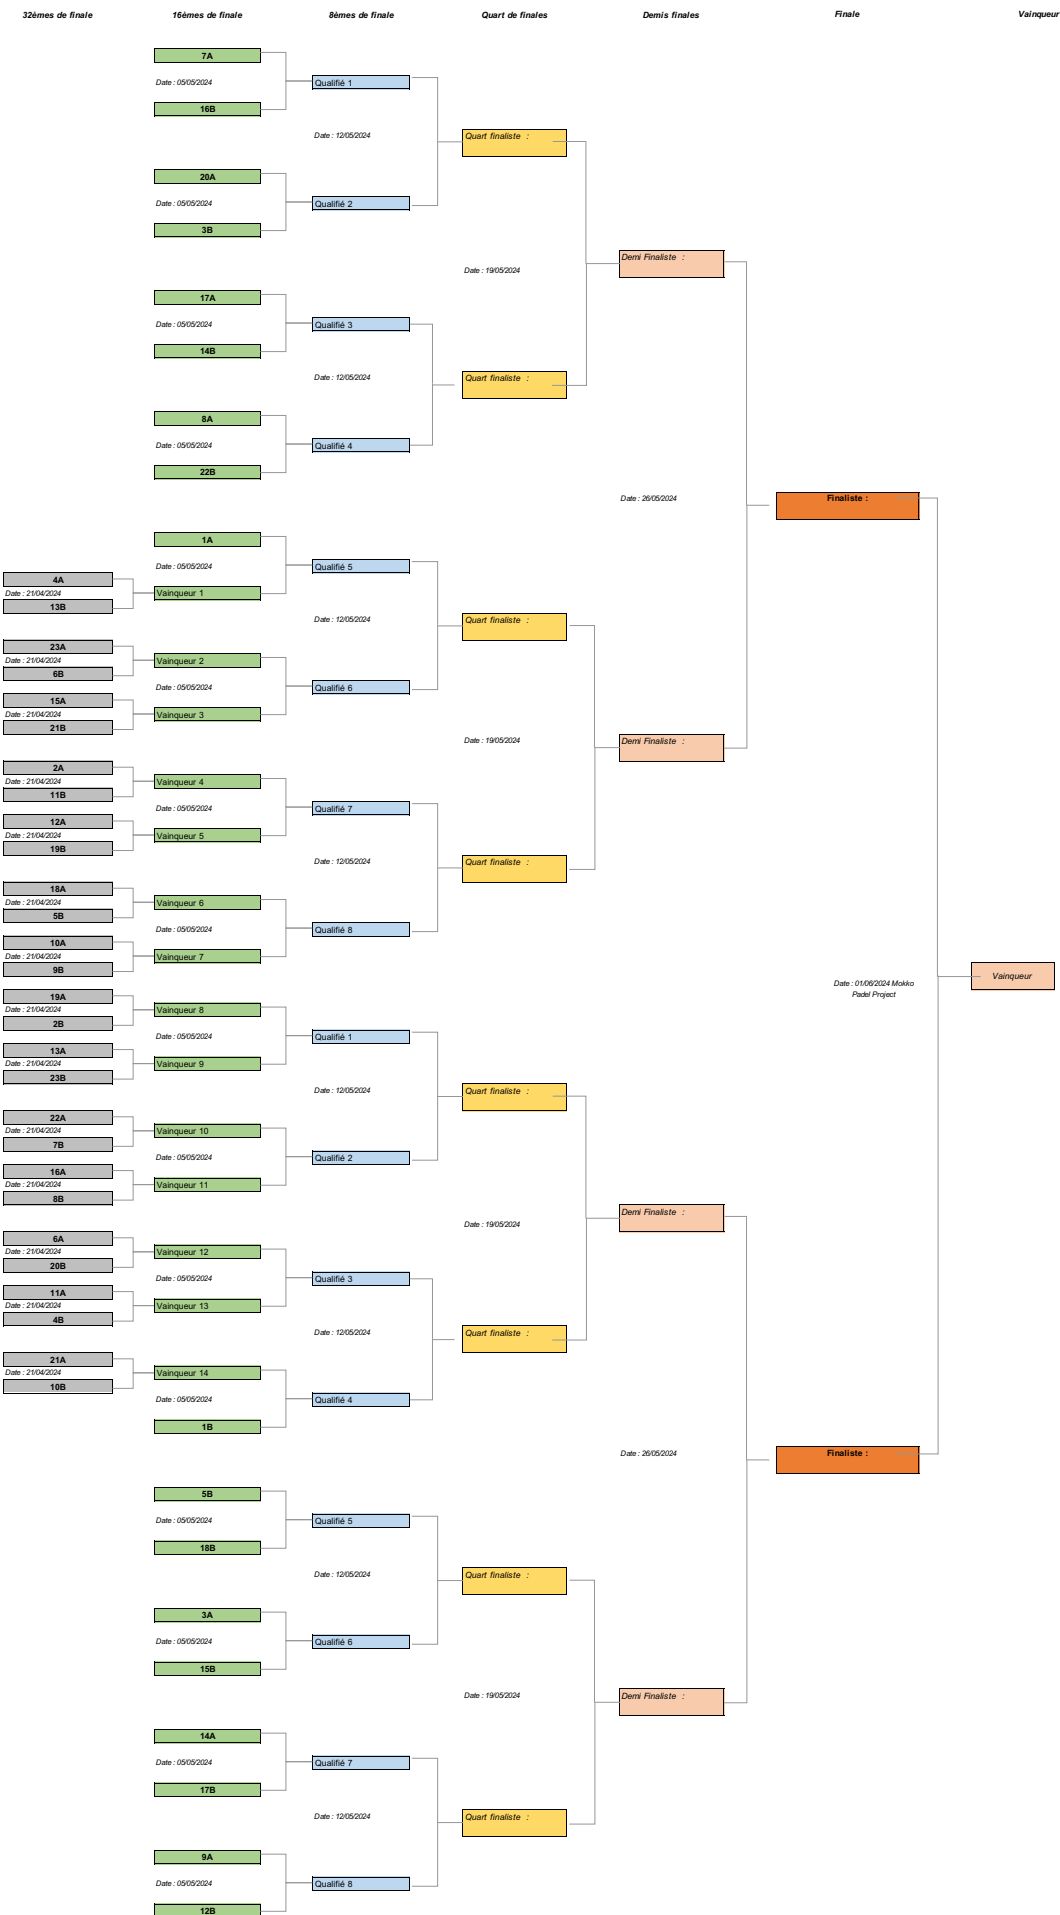 32èmes de finale
16èmes de finale
8èmes de finale
Quart de finales
Demis finales
Finale
Vainqueur
7A
Date : 05/05/2024
Qualifié 1
16B
Date : 12/05/2024
Quart finaliste :
20A
Date : 05/05/2024
Qualifié 2
3B
Demi Finaliste :
Date : 19/05/2024
17A
Date : 05/05/2024
Qualifié 3
14B
Date : 12/05/2024
Quart finaliste :
8A
Date : 05/05/2024
Qualifié 4
22B
Date : 26/05/2024
Finaliste :
1A
Date : 05/05/2024
Qualifié 5
4A
Date : 21/04/2024
Vainqueur 1
13B
Date : 12/05/2024
Quart finaliste :
23A
Date : 21/04/2024
Vainqueur 2
6B
Date : 05/05/2024
Qualifié 6
15A
Date : 21/04/2024
Vainqueur 3
21B
Date : 19/05/2024
Demi Finaliste :
2A
Date : 21/04/2024
Vainqueur 4
11B
Date : 05/05/2024
Qualifié 7
12A
Date : 21/04/2024
Vainqueur 5
19B
Date : 12/05/2024
Quart finaliste :
18A
Date : 21/04/2024
Vainqueur 6
5B
Date : 05/05/2024
Qualifié 8
10A
Date : 21/04/2024
Vainqueur 7
9B
Vainqueur
Date : 01/06/2024 Mokko
Padel Project
19A
Date : 21/04/2024
Vainqueur 8
2B
Date : 05/05/2024
Qualifié 1
13A
Date : 21/04/2024
Vainqueur 9
23B
Date : 12/05/2024
Quart finaliste :
22A
Date : 21/04/2024
Vainqueur 10
7B
Date : 05/05/2024
Qualifié 2
16A
Date : 21/04/2024
Vainqueur 11
8B
Demi Finaliste :
Date : 19/05/2024
6A
Date : 21/04/2024
Vainqueur 12
20B
Date : 05/05/2024
Qualifié 3
11A
Date : 21/04/2024
Vainqueur 13
4B
Date : 12/05/2024
Quart finaliste :
21A
Date : 21/04/2024
Vainqueur 14
10B
Date : 05/05/2024
Qualifié 4
1B
Date : 26/05/2024
Finaliste :
5B
Date : 05/05/2024
Qualifié 5
18B
Date : 12/05/2024
Quart finaliste :
3A
Date : 05/05/2024
Qualifié 6
15B
Date : 19/05/2024
Demi Finaliste :
14A
Date : 05/05/2024
Qualifié 7
17B
Date : 12/05/2024
Quart finaliste :
9A
Date : 05/05/2024
Qualifié 8
12B